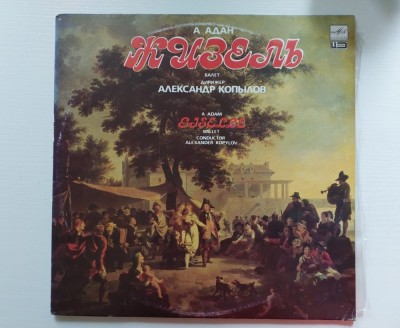 А АДАН
ЖИЗЕЛЬ
БАЛЕТ
ДИРИЖЕР
АЛЕКСАНДР КОПЫЛОВ
A ADAM
GISELLE
BALLET
CONDUCTOR
ALEXANDER KOPYLOV